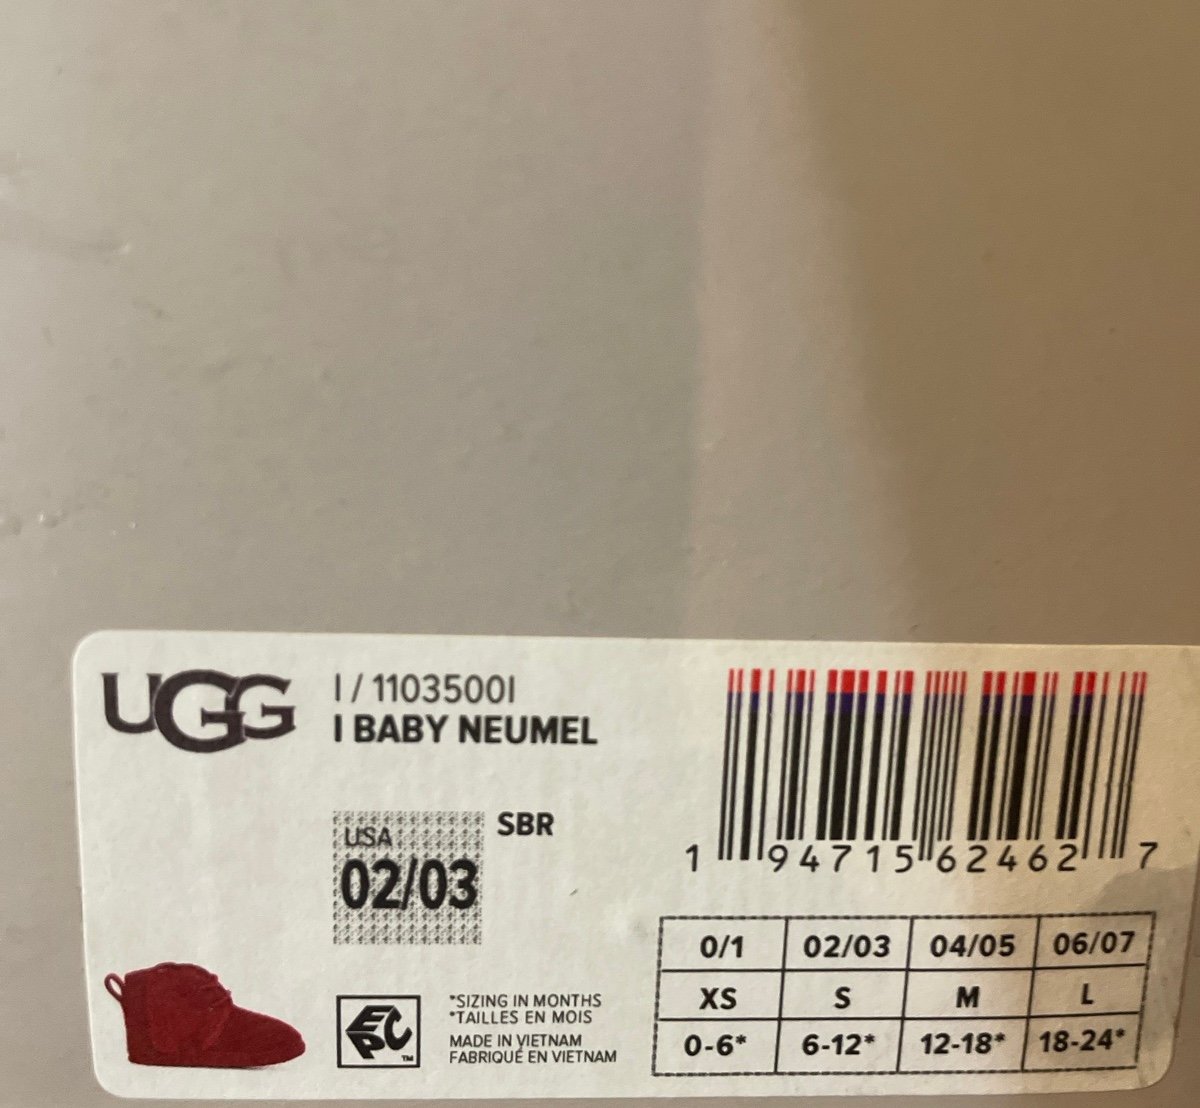 UGG
I / 1103500I
I BABY NEUMEL
USA
02/03
SBR
1 94715 62462 7
0/1 02/03 04/05 06/07
XS S M L
0-6* 6-12* 12-18* 18-24*
EPC TM
*SIZING IN MONTHS
*TAILLES EN MOIS
MADE IN VIETNAM
FABRIQUÉ EN VIETNAM